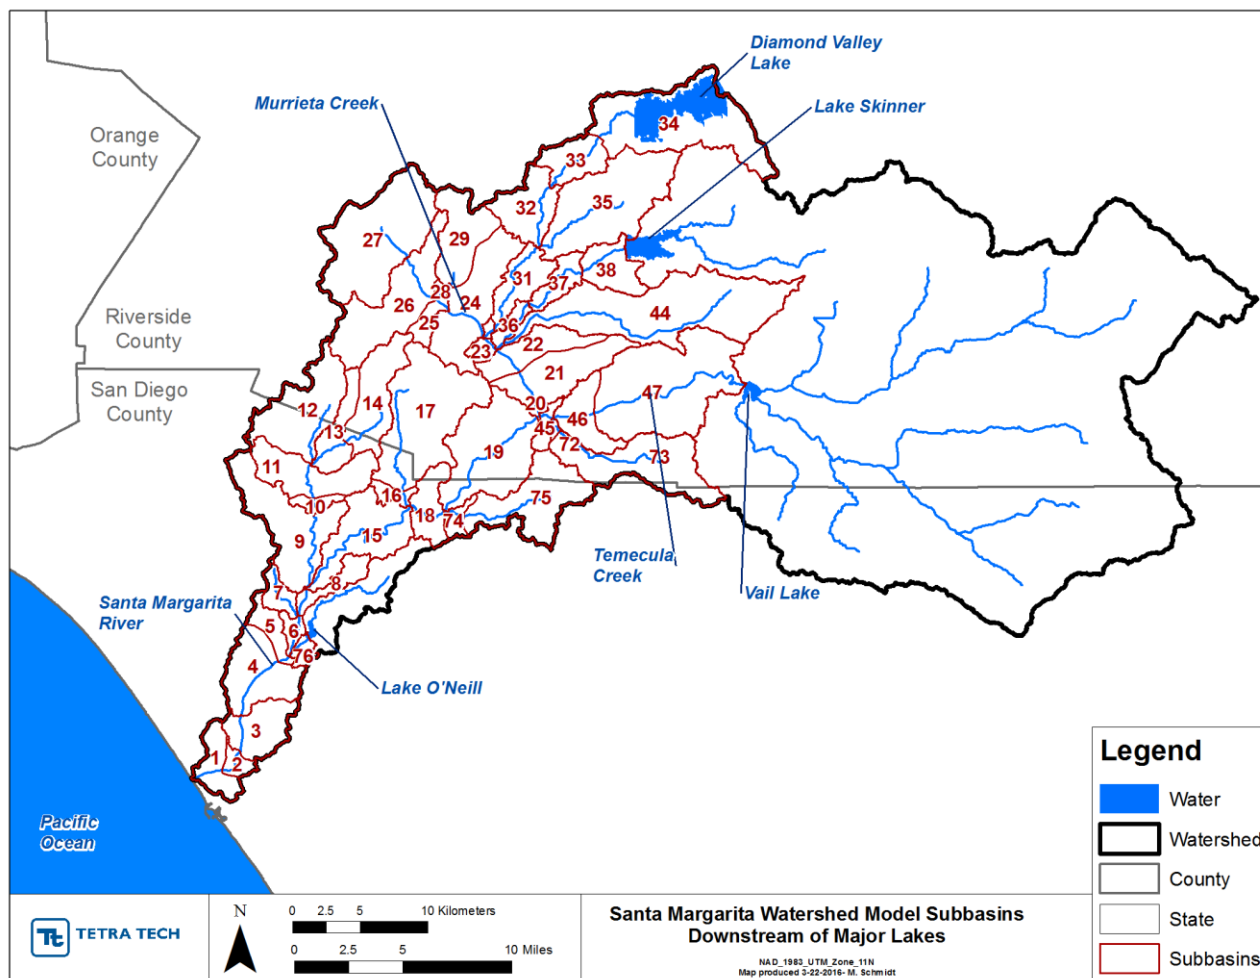 Diamond Valley
Lake
Murrieta Creek
Lake Skinner
Orange
County
34
33
32
35
27
29
38
31
37
28
24
26
44
Riverside
County
36
25
22
23
San Diego
County
21
47
12
14
17
20
46
13
45
72
19
73
11
16
75
10
18
74
15
9
Temecula
Creek
8
7
Vail Lake
Santa Margarita
River
5
6
76
4
Lake O'Neill
3
1
2
Pacific
Ocean
Legend
Water
Watershed
County
State
Subbasins
Tt
TETRA TECH
N
0 2.5 5 10 Kilometers
0 2.5 5 10 Miles
Santa Margarita Watershed Model Subbasins
Downstream of Major Lakes
NAD_1983_UTM_Zone_11N
Map produced 3-22-2016- M. Schmidt